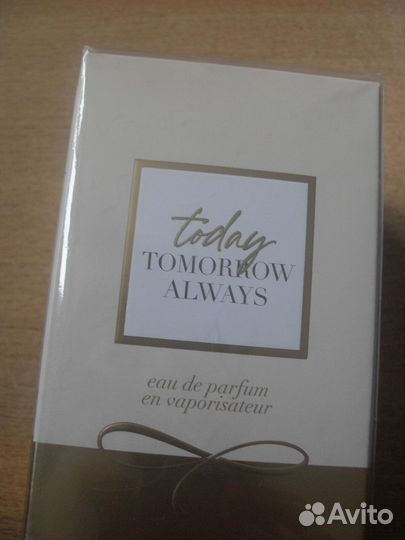 today
TOMORROW
ALWAYS
eau de parfum
en vaporisateur
Avito